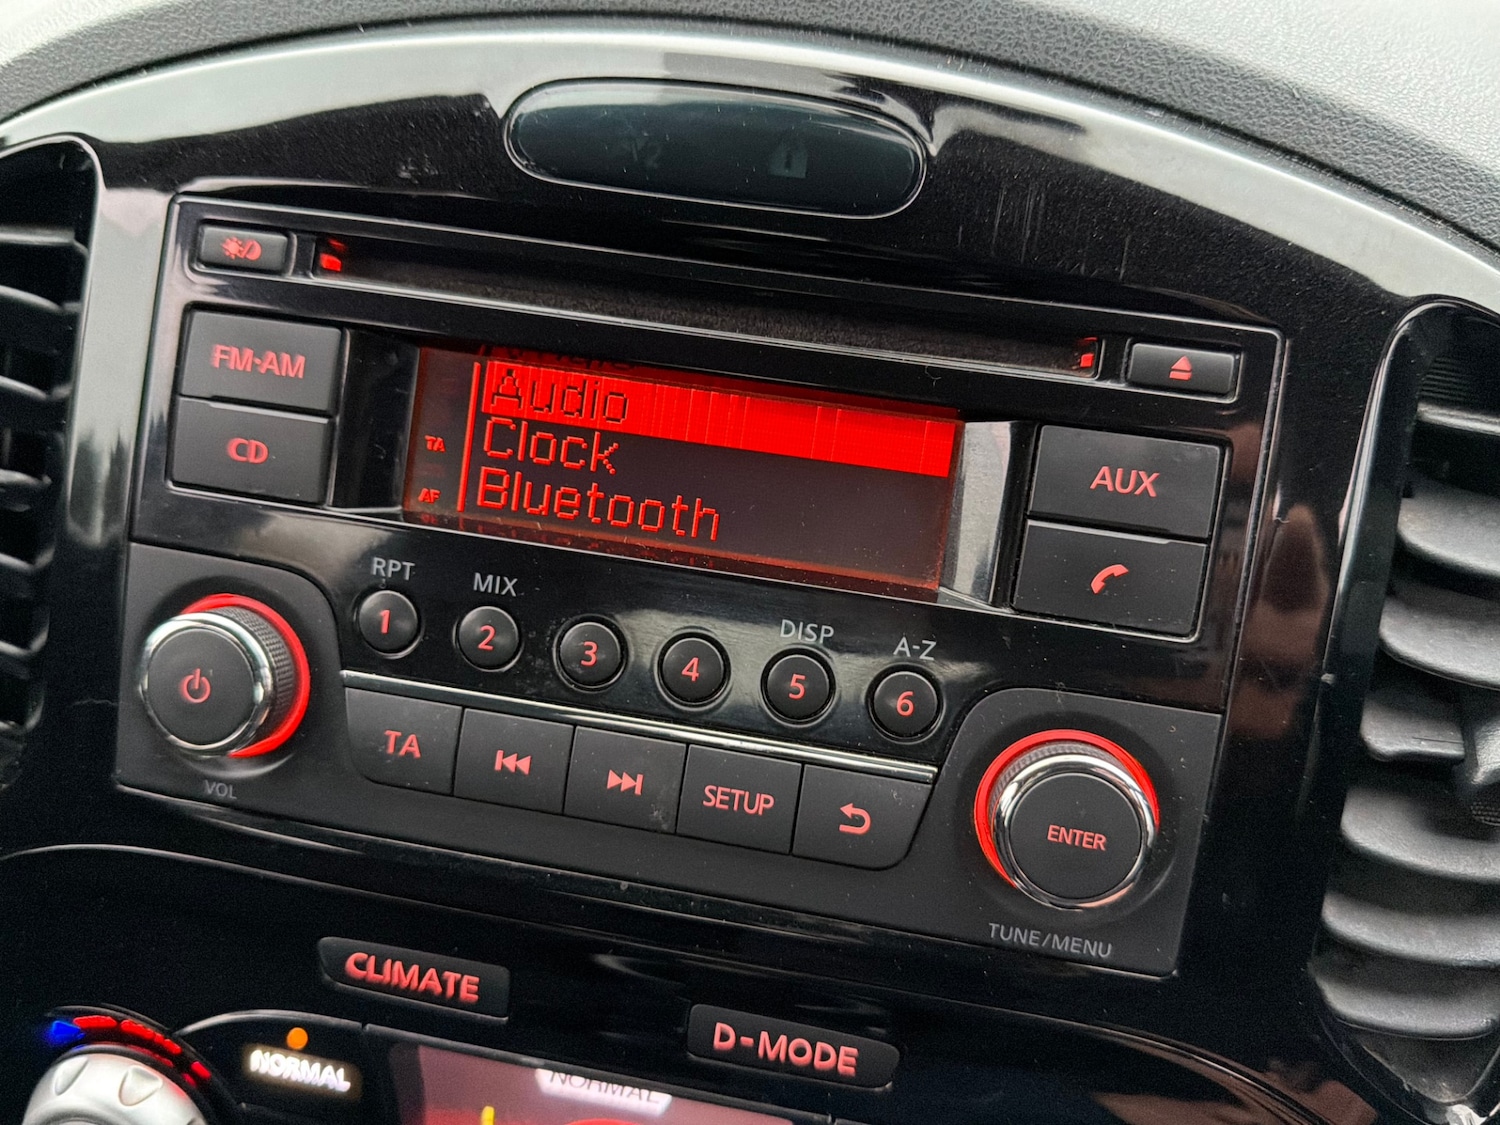 FM·AM
CD
Audio
Clock
Bluetooth
TA
AF
AUX
RPT
MIX
DISP
A-Z
1
2
3
4
5
6
VOL
TA
SETUP
ENTER
TUNE/MENU
CLIMATE
D-MODE
NORMAL
NORMAL